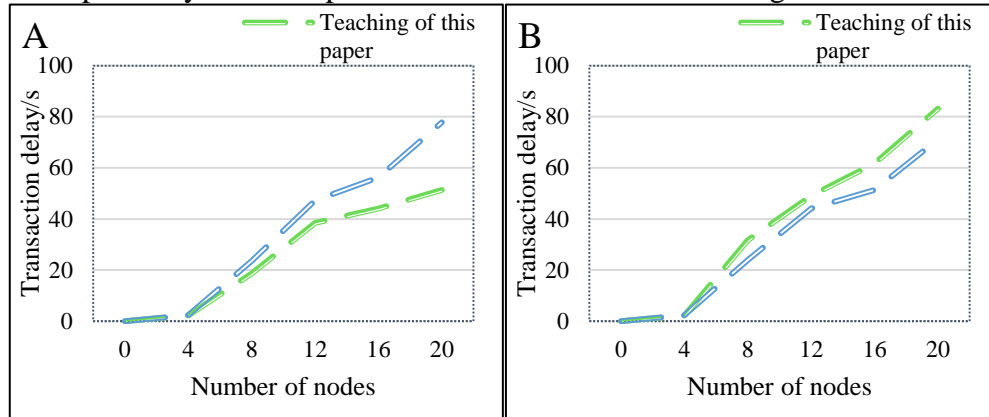 A
Teaching of this
paper
Transaction delay/s
100
80
60
40
20
0
0 4 8 12 16 20
Number of nodes
B
Teaching of this
paper
Transaction delay/s
100
80
60
40
20
0
0 4 8 12 16 20
Number of nodes